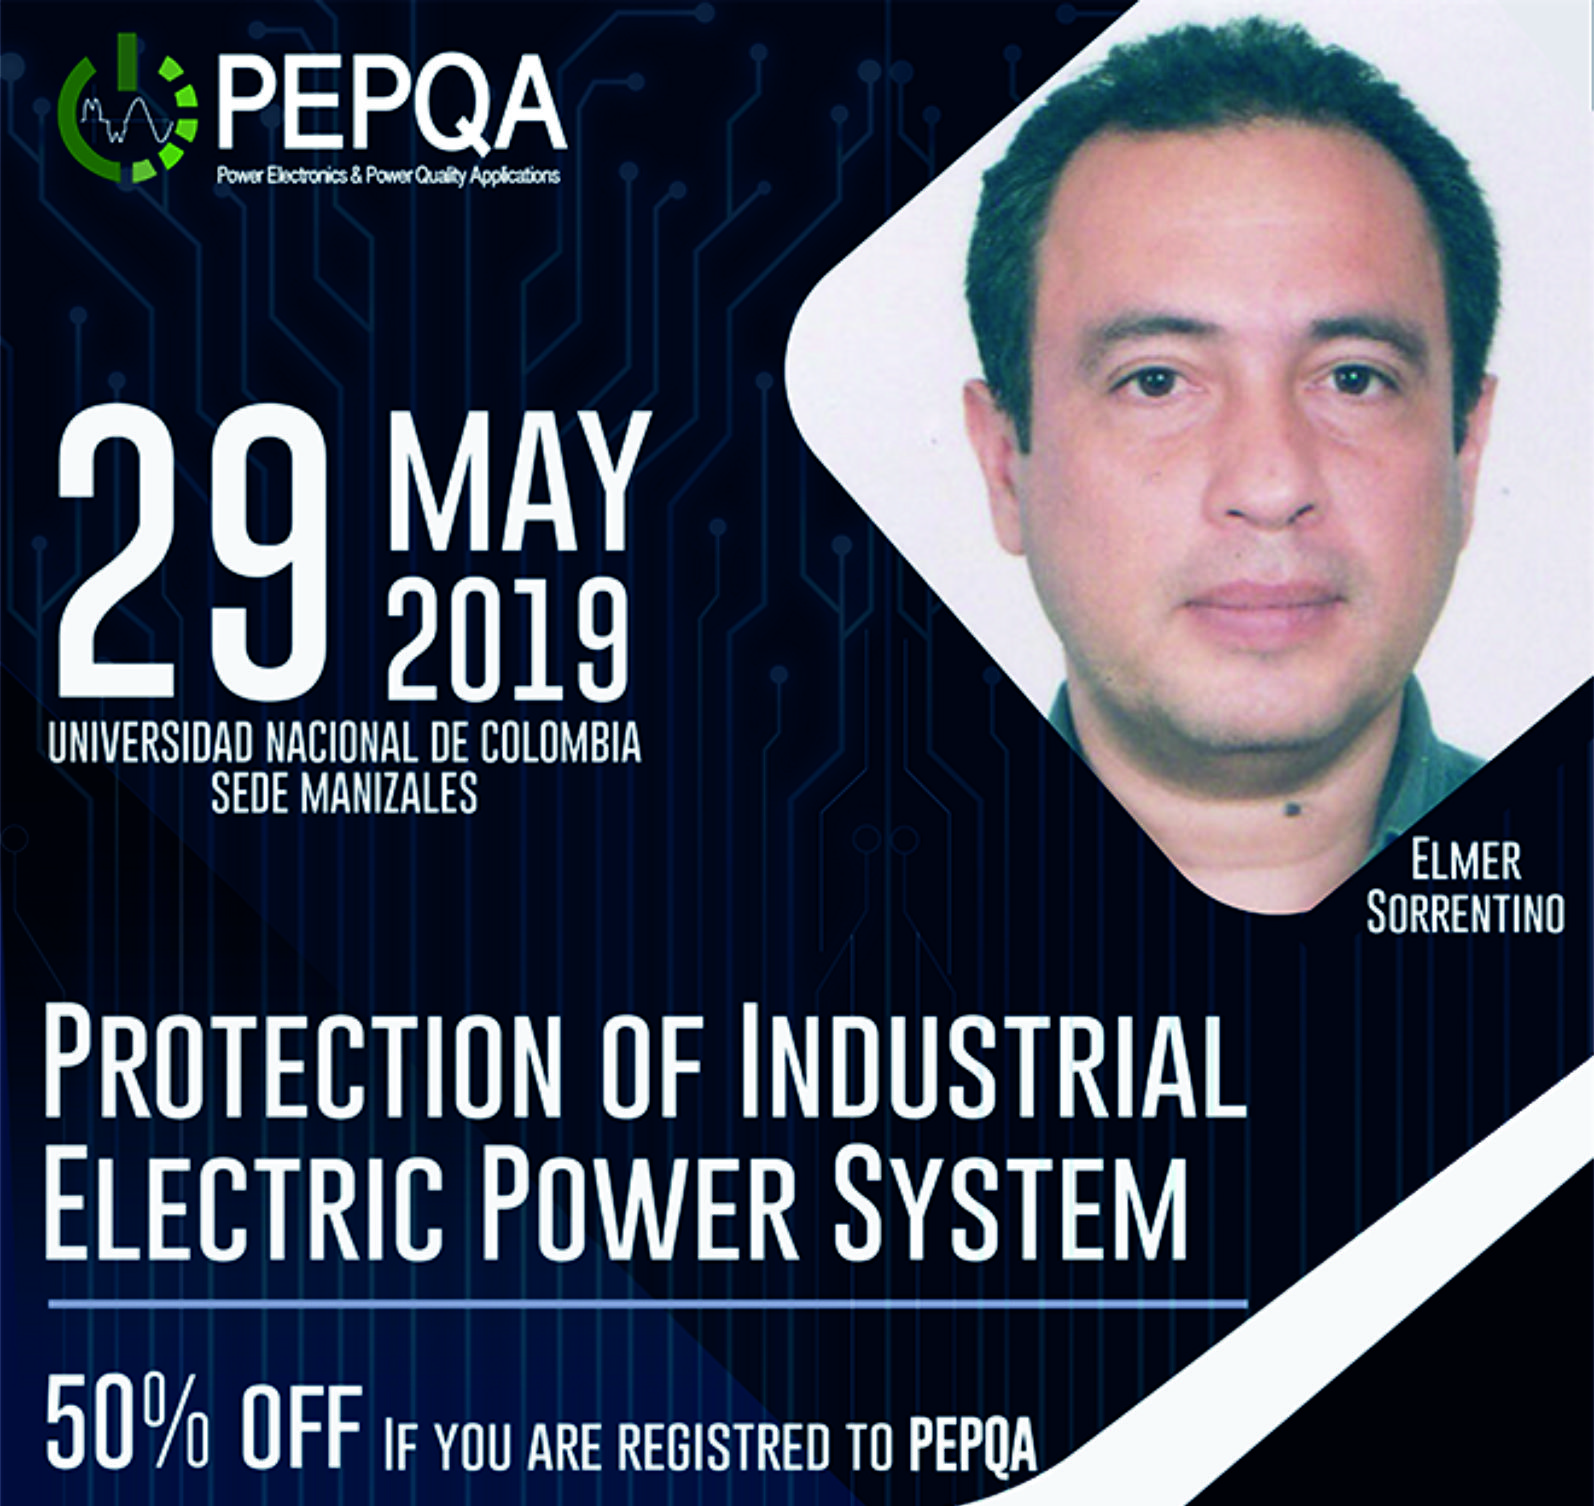 PEPQA
Power Electronics & Power Quality Applications
29 MAY
2019
UNIVERSIDAD NACIONAL DE COLOMBIA
SEDE MANIZALES
ELMER
SORRENTINO
PROTECTION OF INDUSTRIAL
ELECTRIC POWER SYSTEM
50% OFF IF YOU ARE REGISTRED TO PEPQA